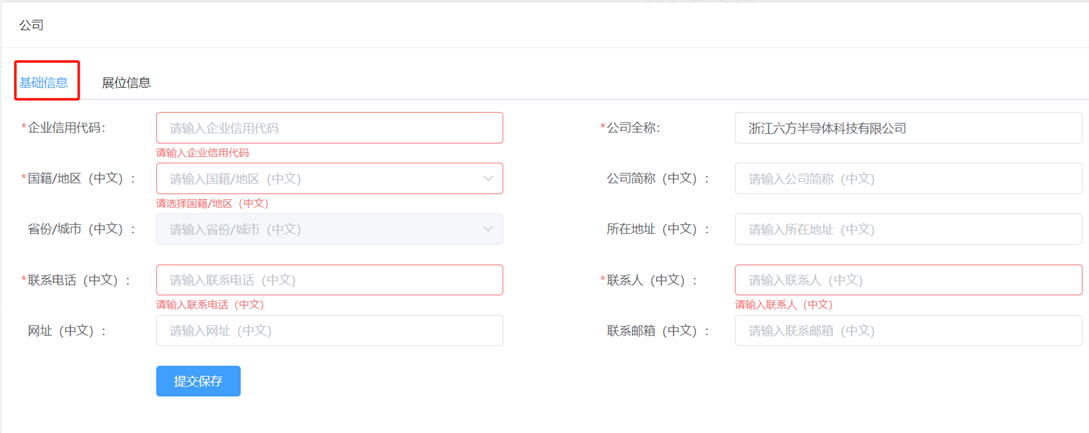 公司
基础信息 展位信息
*企业信用代码： 请输入企业信用代码 *公司全称： 浙江六方半导体科技有限公司
请输入企业信用代码
*国籍/地区（中文）： 请输入国籍/地区（中文） 公司简称（中文）： 请输入公司简称（中文）
请选择国籍/地区（中文）
省份/城市（中文）： 请输入省份/城市（中文） 所在地址（中文）： 请输入所在地址（中文）
*联系电话（中文）： 请输入联系电话（中文） *联系人（中文）： 请输入联系人（中文）
请输入联系电话（中文） 请输入联系人（中文）
网址（中文）： 请输入网址（中文） 联系邮箱（中文）： 请输入联系邮箱（中文）
提交保存